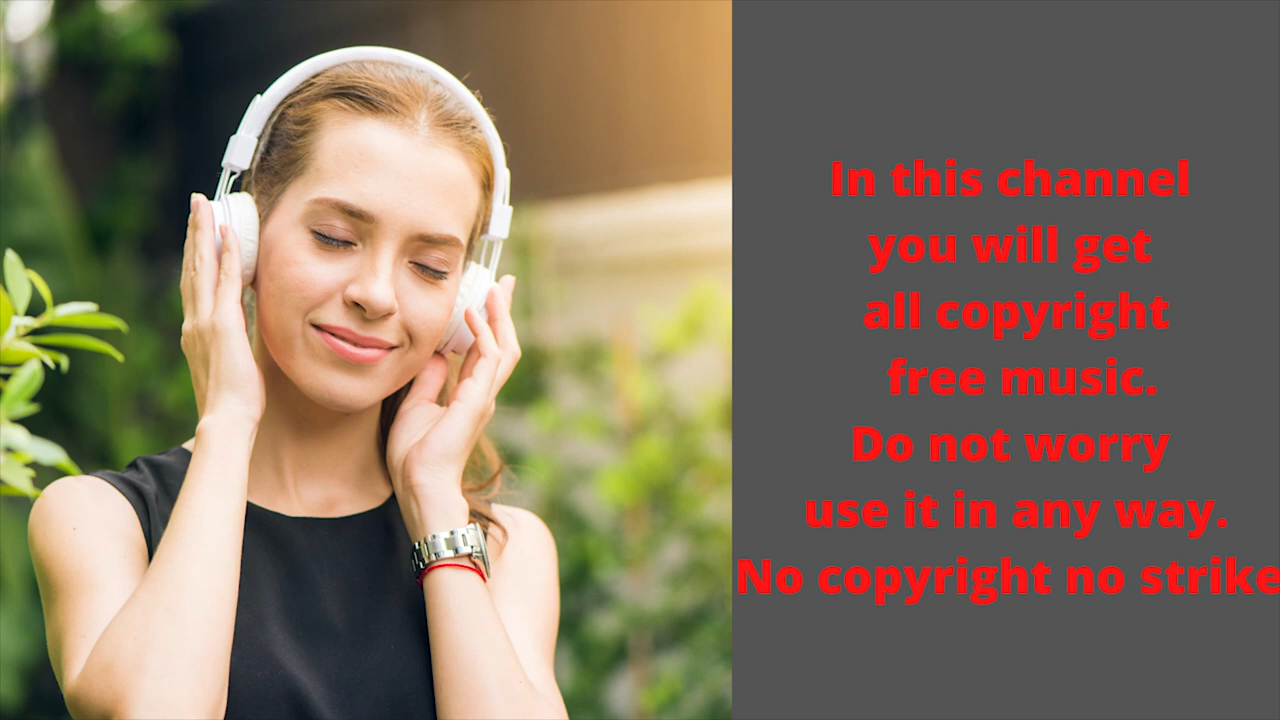 In this channel
you will get
all copyright
free music.
Do not worry
use it in any way.
No copyright no strike